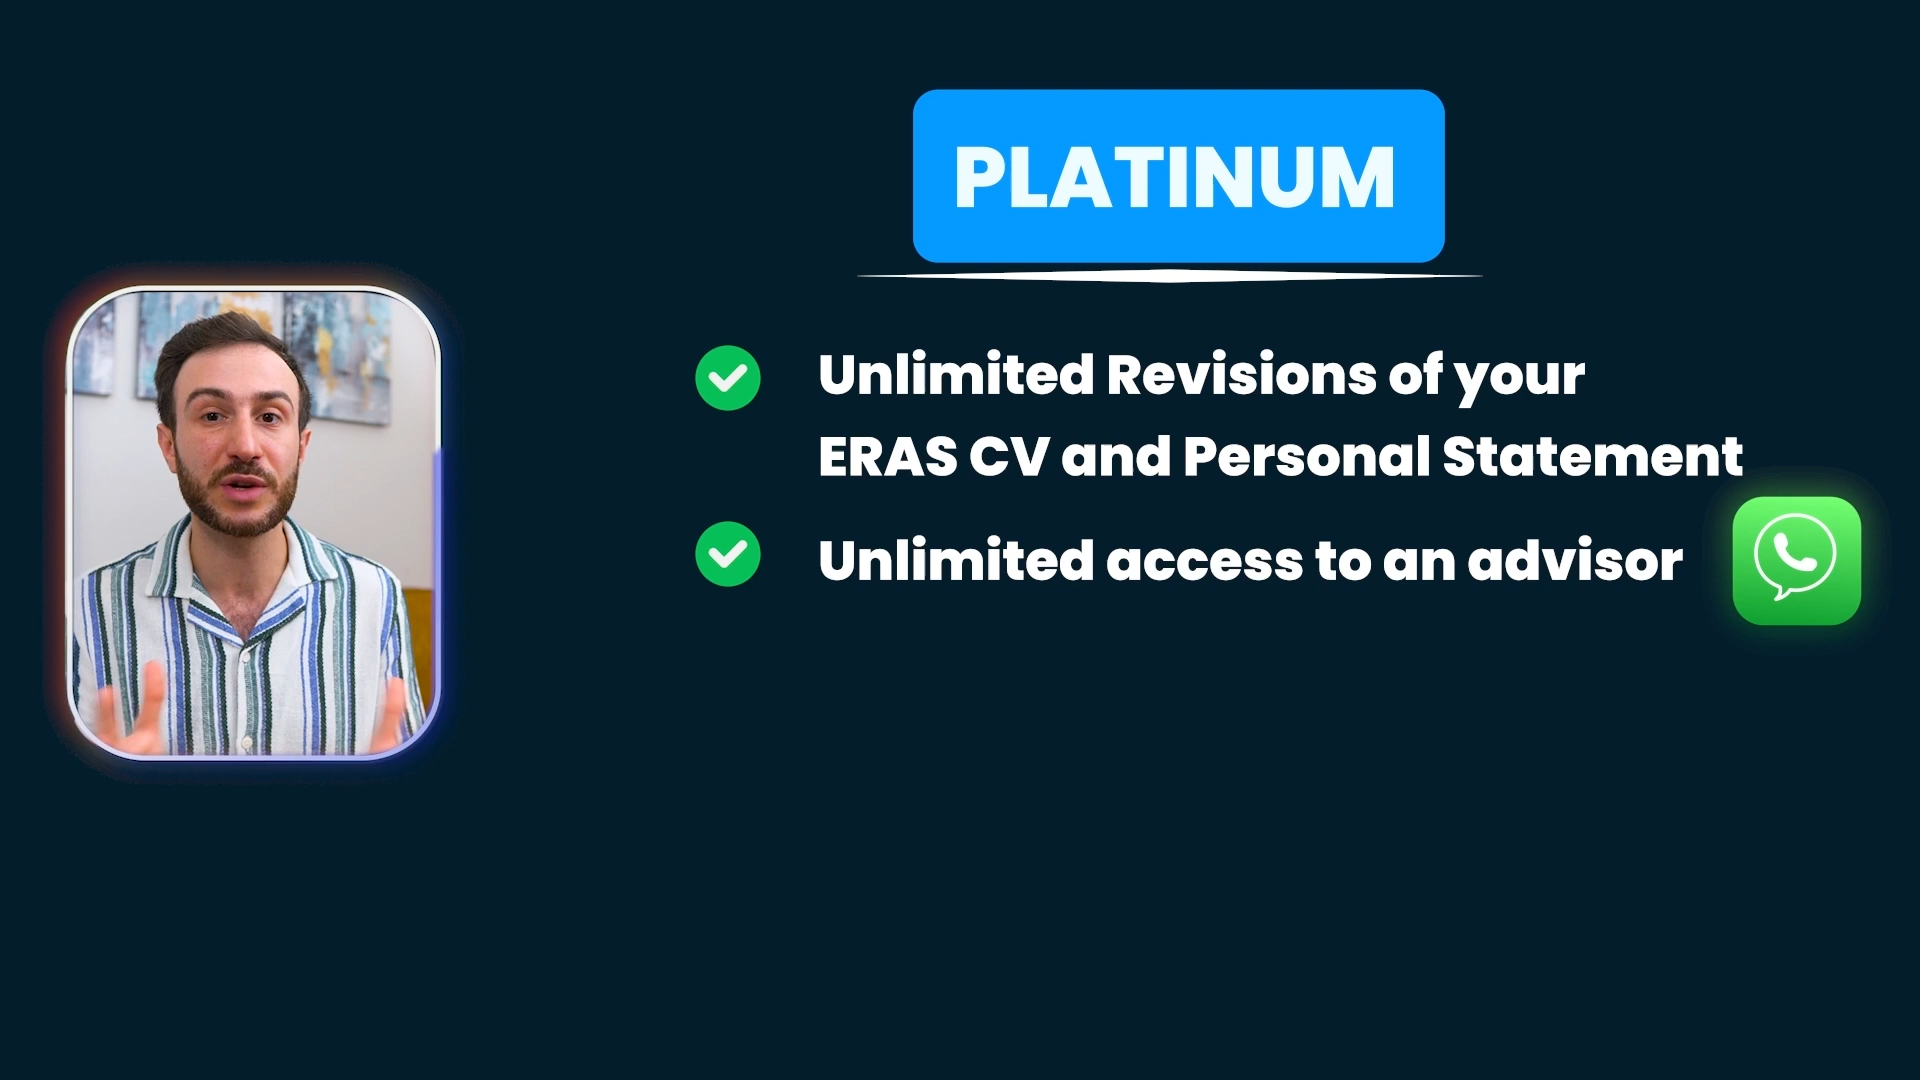 PLATINUM
Unlimited Revisions of your
ERAS CV and Personal Statement
Unlimited access to an advisor